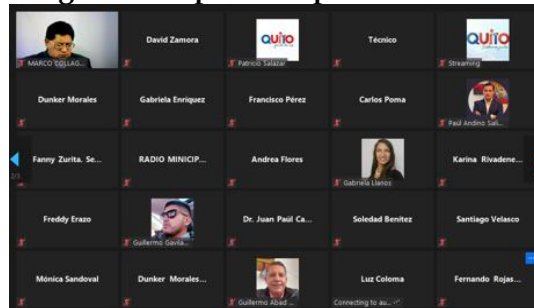 MARCO COLLAG...
David Zamora
QUITO
Patricio Salazar
Técnico
QUITO
Streaming
Dunker Morales
Gabriela Enríquez
Francisco Pérez
Carlos Poma
Paúl Andino Sali...
Fanny Zurita. Se...
RADIO MINICIP...
Andrea Flores
Gabriela Llanos
Karina Rivadene...
2/3
Freddy Erazo
Guillermo Gavila...
Dr. Juan Paúl Ca...
Soledad Benítez
Santiago Velasco
Mónica Sandoval
Dunker Morales...
Guillermo Abad ...
Luz Coloma
Connecting to au...
Fernando Rojas...